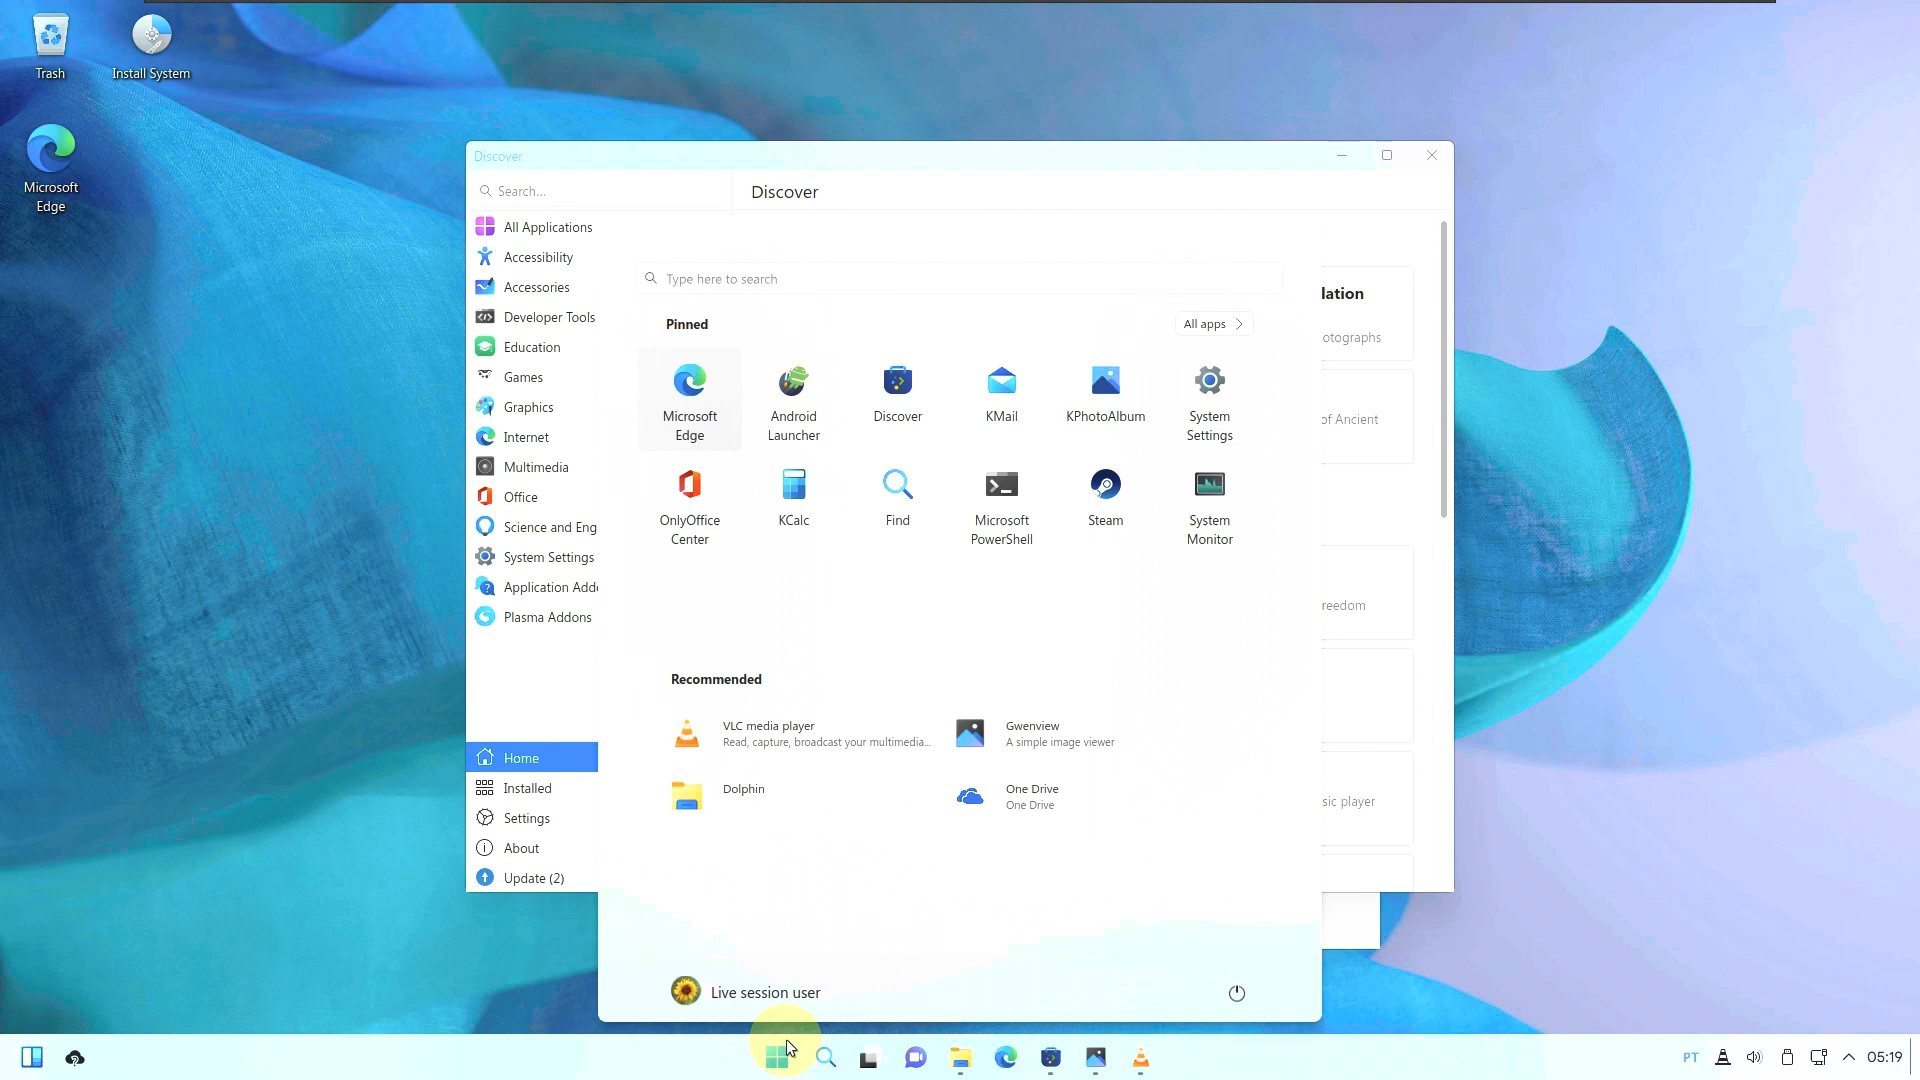 Trash
Install System
Microsoft
Edge
Discover
Search...
Discover
All Applications
Accessibility
Accessories
Developer Tools
Education
Games
Graphics
Internet
Multimedia
Office
Science and Eng
System Settings
Application Adde
Plasma Addons
Home
Installed
Settings
About
Update (2)
Type here to search
Pinned
All apps
Microsoft
Edge
Android
Launcher
Discover
KMail
KPhotoAlbum
System
Settings
OnlyOffice
Center
KCalc
Find
Microsoft
PowerShell
Steam
System
Monitor
Recommended
VLC media player
Read, capture, broadcast your multimedia...
Gwenview
A simple image viewer
Dolphin
One Drive
One Drive
Live session user
lation
otographs
of Ancient
reedom
sic player
PT
05:19